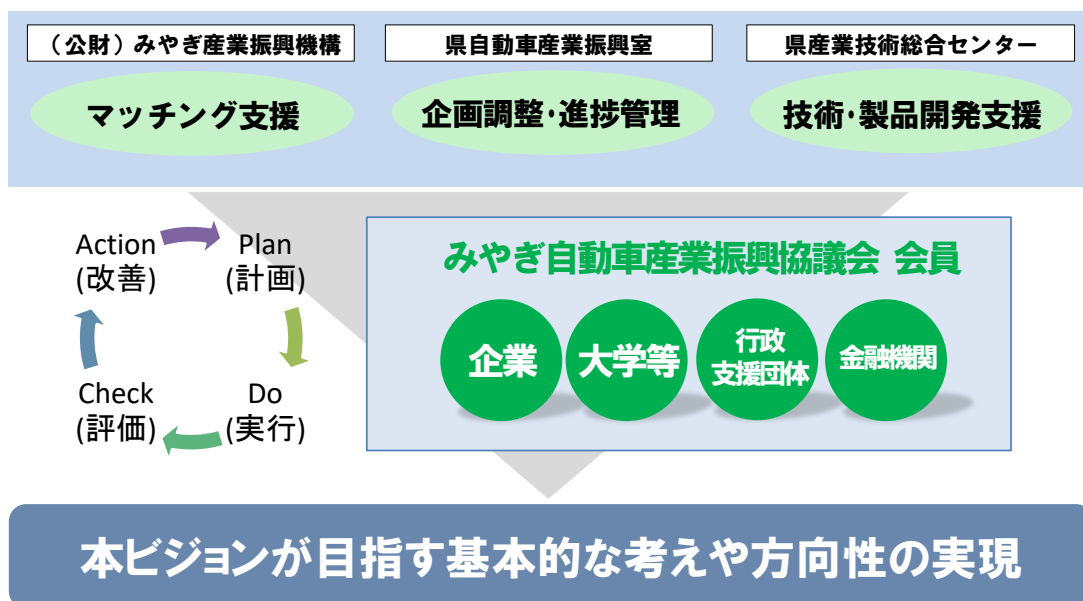 （公財）みやぎ産業振興機構
県自動車産業振興室
県産業技術総合センター
マッチング支援
企画調整･進捗管理
技術･製品開発支援
Action
(改善)
Plan
(計画)
Check
(評価)
Do
(実行)
みやぎ自動車産業振興協議会 会員
企業
大学等
行政
支援団体
金融機関
本ビジョンが目指す基本的な考えや方向性の実現